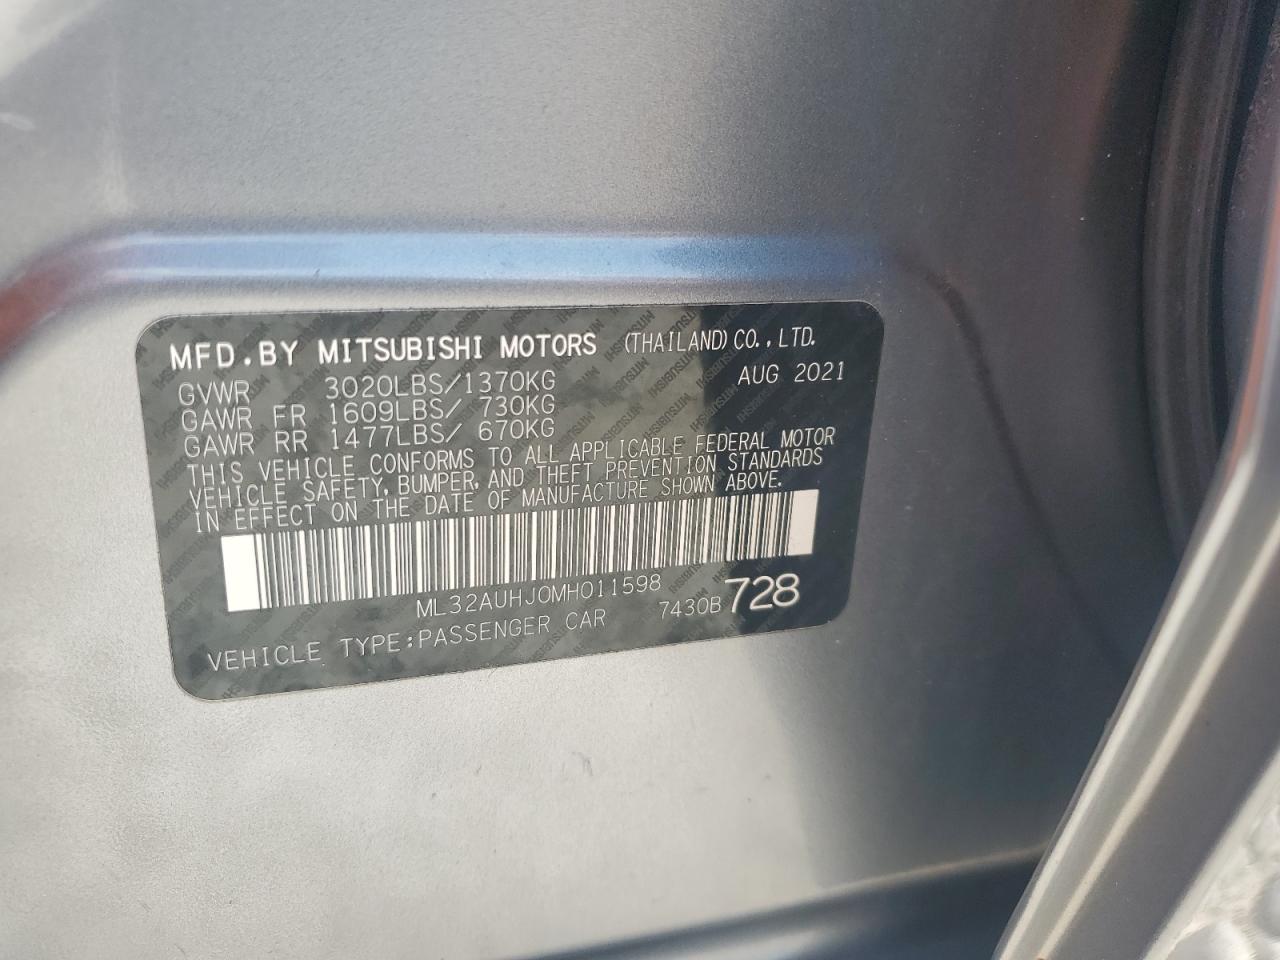 MFD.BY MITSUBISHI MOTORS (THAILAND)CO.,LTD.
GVWR 3020LBS/1370KG AUG 2021
GAWR FR 1609LBS/ 730KG
GAWR RR 1477LBS/ 670KG
THIS VEHICLE CONFORMS TO ALL APPLICABLE FEDERAL MOTOR
VEHICLE SAFETY, BUMPER, AND THEFT PREVENTION STANDARDS
IN EFFECT ON THE DATE OF MANUFACTURE SHOWN ABOVE.
ML32AUHJ0MH011598 7430B 728
VEHICLE TYPE:PASSENGER CAR